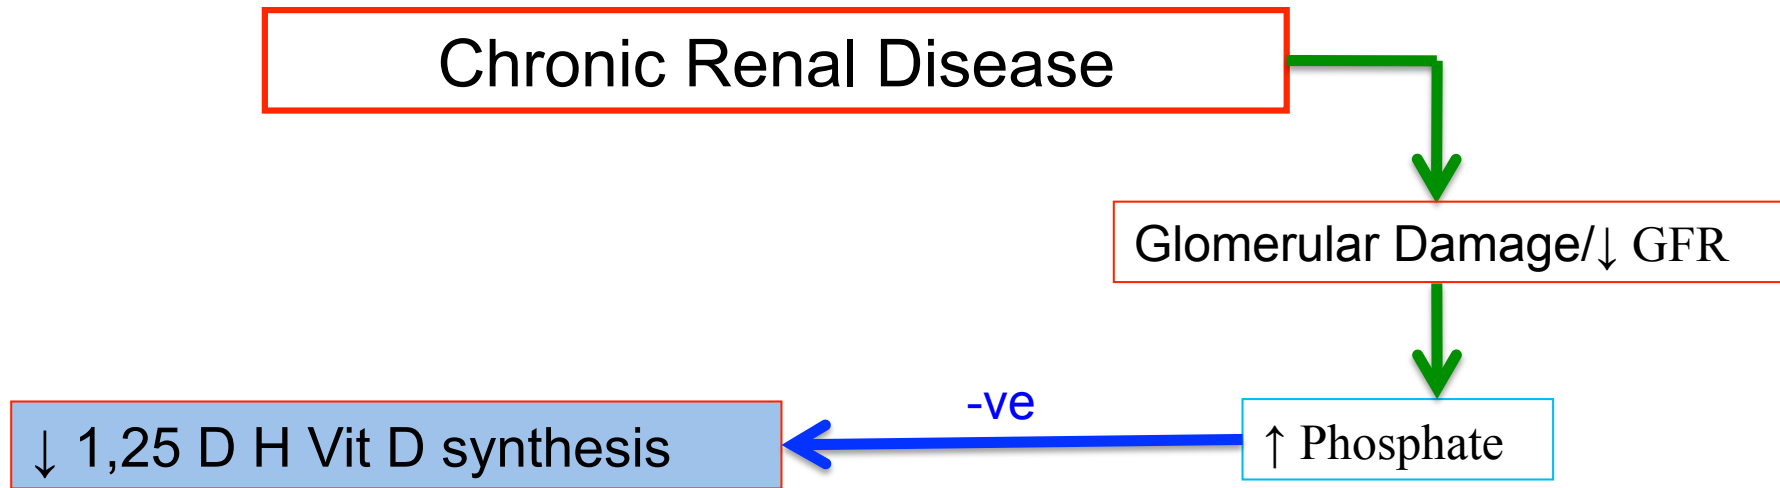 Chronic Renal Disease
Glomerular Damage/↓ GFR
-ve
↓ 1,25 D H Vit D synthesis
↑ Phosphate